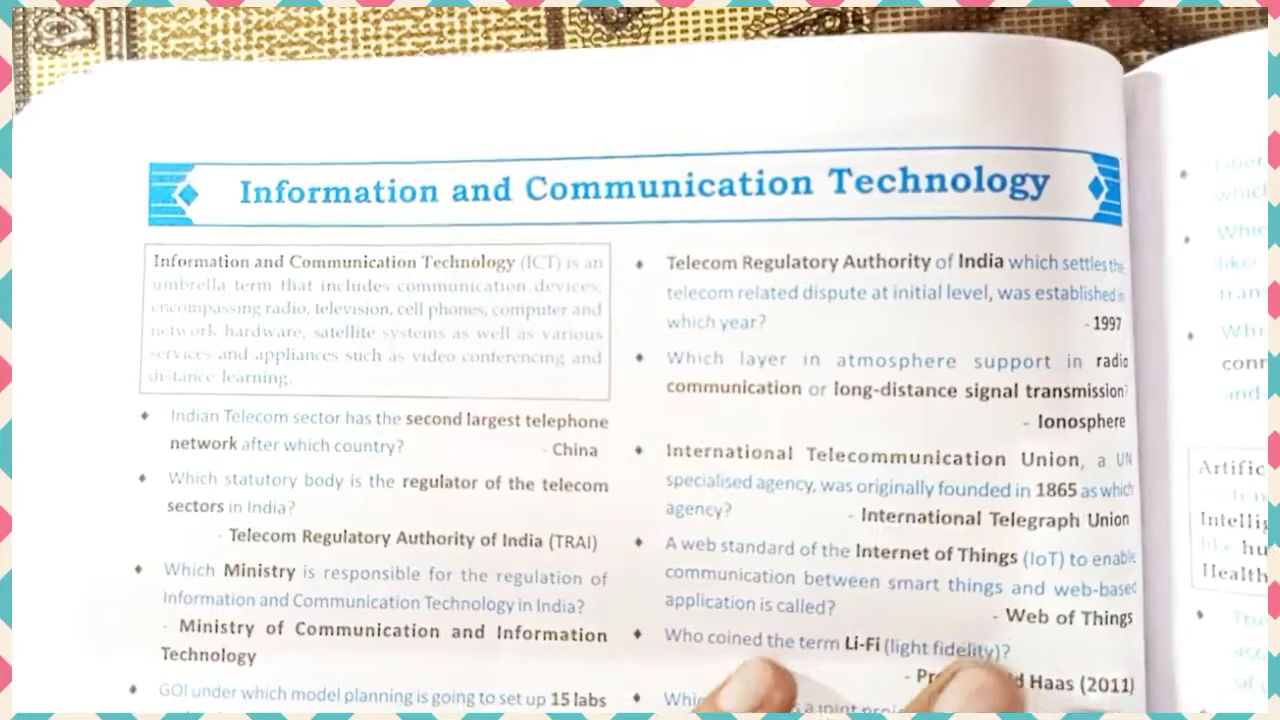 Information and Communication Technology
Information and Communication Technology (ICT) is an
umbrella term that includes communication devices,
encompassing radio, television, cell phones, computer and
network hardware, satellite systems as well as various
services and appliances such as video conferencing and
distance learning.
Indian Telecom sector has the second largest telephone
network after which country? - China
Which statutory body is the regulator of the telecom
sectors in India?
- Telecom Regulatory Authority of India (TRAI)
Which Ministry is responsible for the regulation of
Information and Communication Technology in India?
- Ministry of Communication and Information
Technology
GOI under which model planning is going to set up 15 labs
Telecom Regulatory Authority of India which settles the
telecom related dispute at initial level, was established in
which year? - 1997
Which layer in atmosphere support in radio
communication or long-distance signal transmission?
- Ionosphere
International Telecommunication Union, a UN
specialised agency, was originally founded in 1865 as which
agency? - International Telegraph Union
A web standard of the Internet of Things (IoT) to enable
communication between smart things and web-based
application is called? - Web of Things
Who coined the term Li-Fi (light fidelity)?
Haas (2011)
a joint
which
like
and
Health